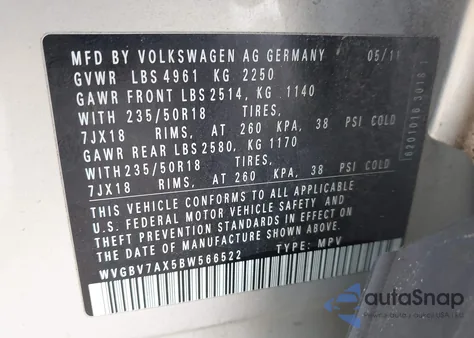 MFD BY VOLKSWAGEN AG GERMANY 05/11
GVWR LBS 4961 KG 2250
GAWR FRONT LBS 2514, KG 1140
WITH 235/50R18 TIRES,
7JX18 RIMS, AT 260 KPA, 38 PSI COLD
GAWR REAR LBS 2580, KG 1170
WITH 235/50R18 TIRES,
7JX18 RIMS, AT 260 KPA, 38 PSI COLD
THIS VEHICLE CONFORMS TO ALL APPLICABLE
U.S. FEDERAL MOTOR VEHICLE SAFETY AND
THEFT PREVENTION STANDARDS IN EFFECT ON
THE DATE OF MANUFACTURE SHOWN ABOVE.
WVGBV7AX5BW566522 TYPE: MPV
autaSnap